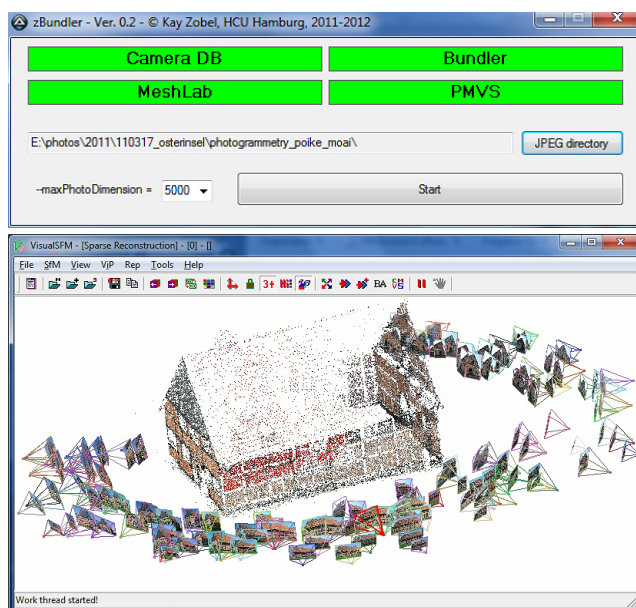 zBundler - Ver. 0.2 - © Kay Zobel, HCU Hamburg, 2011-2012
Camera DB
Bundler
MeshLab
PMVS
E:\photos\2011\110317_osterinsel\photogrammetry_poike_moai\
JPEG directory
--maxPhotoDimension =
5000
Start
VisualSFM - [Sparse Reconstruction] - [0] - []
File SfM View ViP Rep Tools Help
3+
BA
Work thread started!